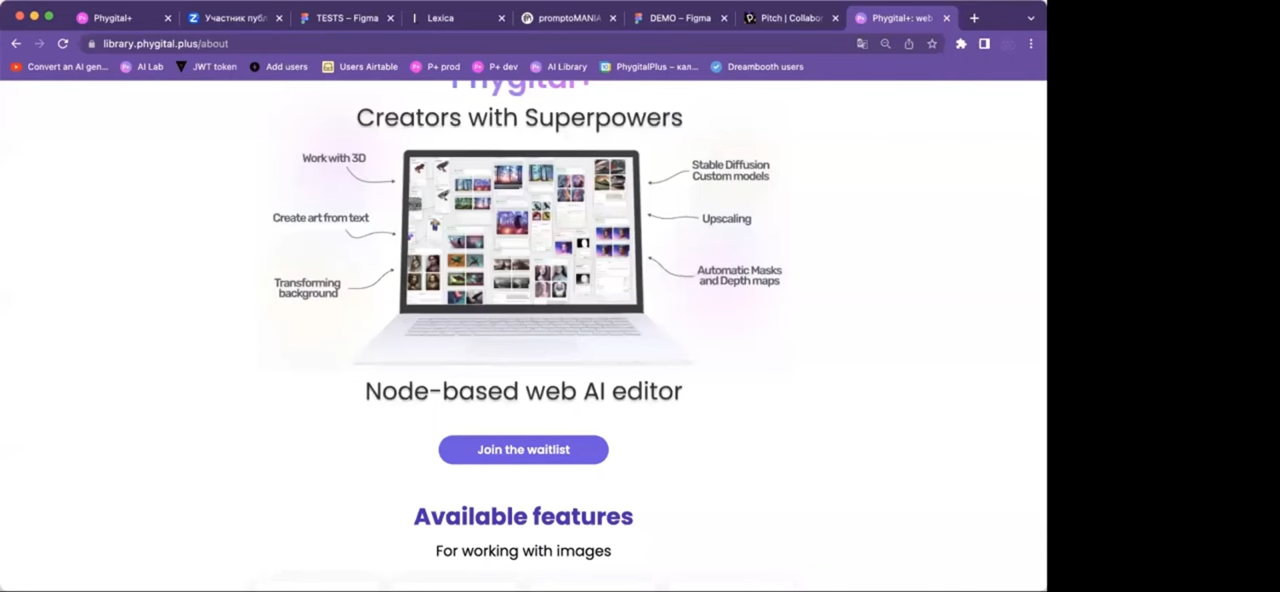 Phygital+
Участник пуб
TESTS – Figma
Lexica
promptoMANIA
DEMO – Figma
Pitch | Collabor
Phygital+: web
library.phygital.plus/about
Convert an AI gen...
AI Lab
JWT token
Add users
Users Airtable
P+ prod
P+ dev
AI Library
PhygitalPlus – кал...
Dreambooth users
Phygital+
Creators with Superpowers
Work with 3D
Create art from text
Transforming
background
Stable Diffusion
Custom models
Upscaling
Automatic Masks
and Depth maps
Node-based web AI editor
Join the waitlist
Available features
For working with images